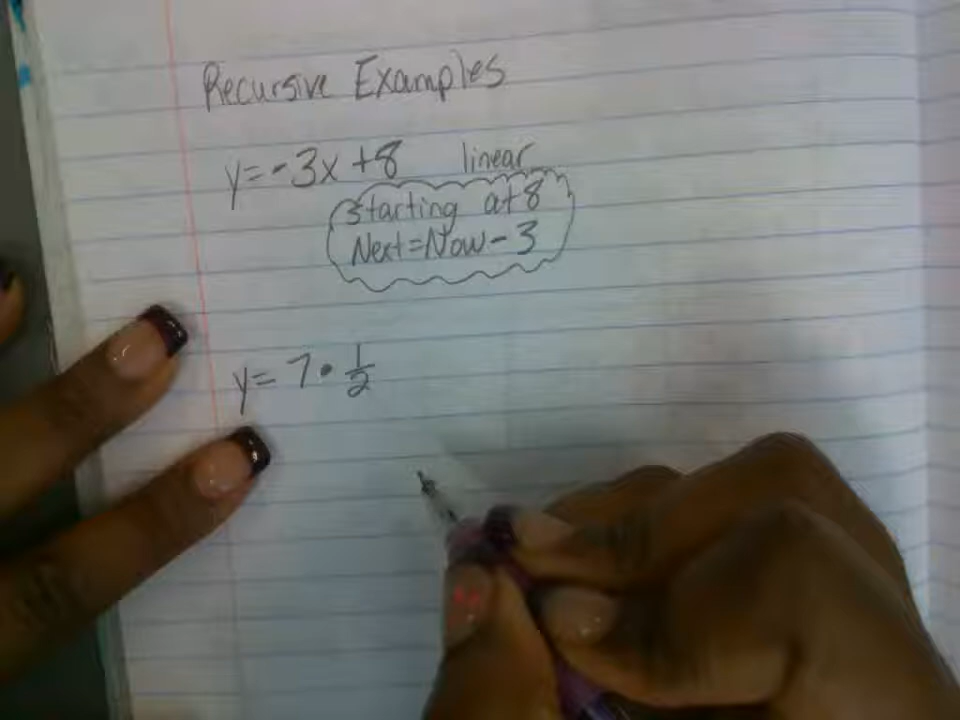 Recursive Examples
y=-3x+8 linear
Starting at 8
Next=Now-3
y=7•1/2